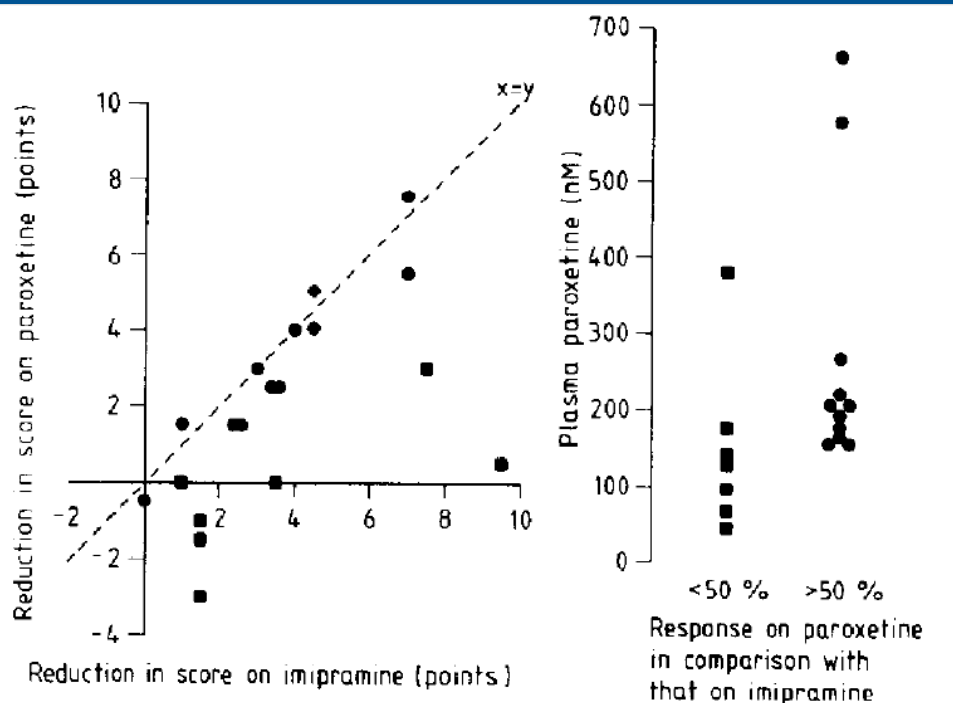 Reduction in score on paroxetine (points)
10
8
6
4
2
-2
-4
x=y
-2
2
4
6
8
10
Reduction in score on imipramine (points)
Plasma paroxetine (nM)
700
600
500
400
300
200
100
0
<50 % >50 %
Response on paroxetine
in comparison with
that on imipramine